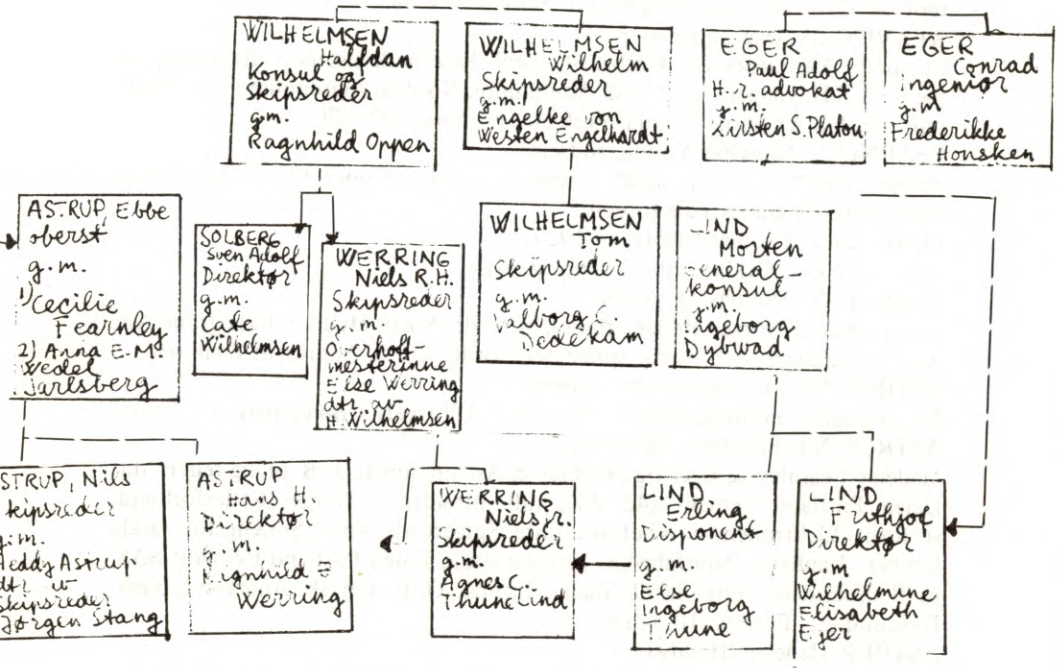 WILHELMSEN
Halfdan
Konsul og
Skipsreder
g.m.
Ragnhild Oppen
WILHELMSEN
Wilhelm
Skipsreder
g.m.
Engelke von
Westen Engelhardt
EGER
Paul Adolf
H.r. advokat
g.m.
Kirsten S. Platou
EGER
Conrad
ingeniør
g.m
Frederikke
Housken
ASTRUP, Ebbe
oberst
g.m.
1) Cecilie
Fearnley
2) Anna E.M.
Wedel
Jarlsberg
SOLBERG
Sven Adolf
Direktør
g.m.
Cate
Wilhelmsen
WERRING
Niels R.H.
Skipsreder
g.m.
Overhoff-
mesterinne
Else Werring
dtr av
H. Wilhelmsen
WILHELMSEN
Tom
Skipsreder
g.m.
Valborg C.
Dedekam
LIND
Morten
General-
konsul
g.m.
Ingeborg
Dybwad
ASTRUP, Nils
Skipsreder
g.m.
Heddy Astrup
dtr av
Skipsreder
Jørgen Stang
ASTRUP
Hans H.
Direktør
g.m
Ragnhild
Werring
WERRING
Niels jr.
Skipsreder
g.m.
Agnes C.
Thune Lind
LIND
Erling
Disponent
g.m.
Else
Ingeborg
Thune
LIND
Frithjof
Direktør
g.m
Wilhelmine
Elisabeth
Eger